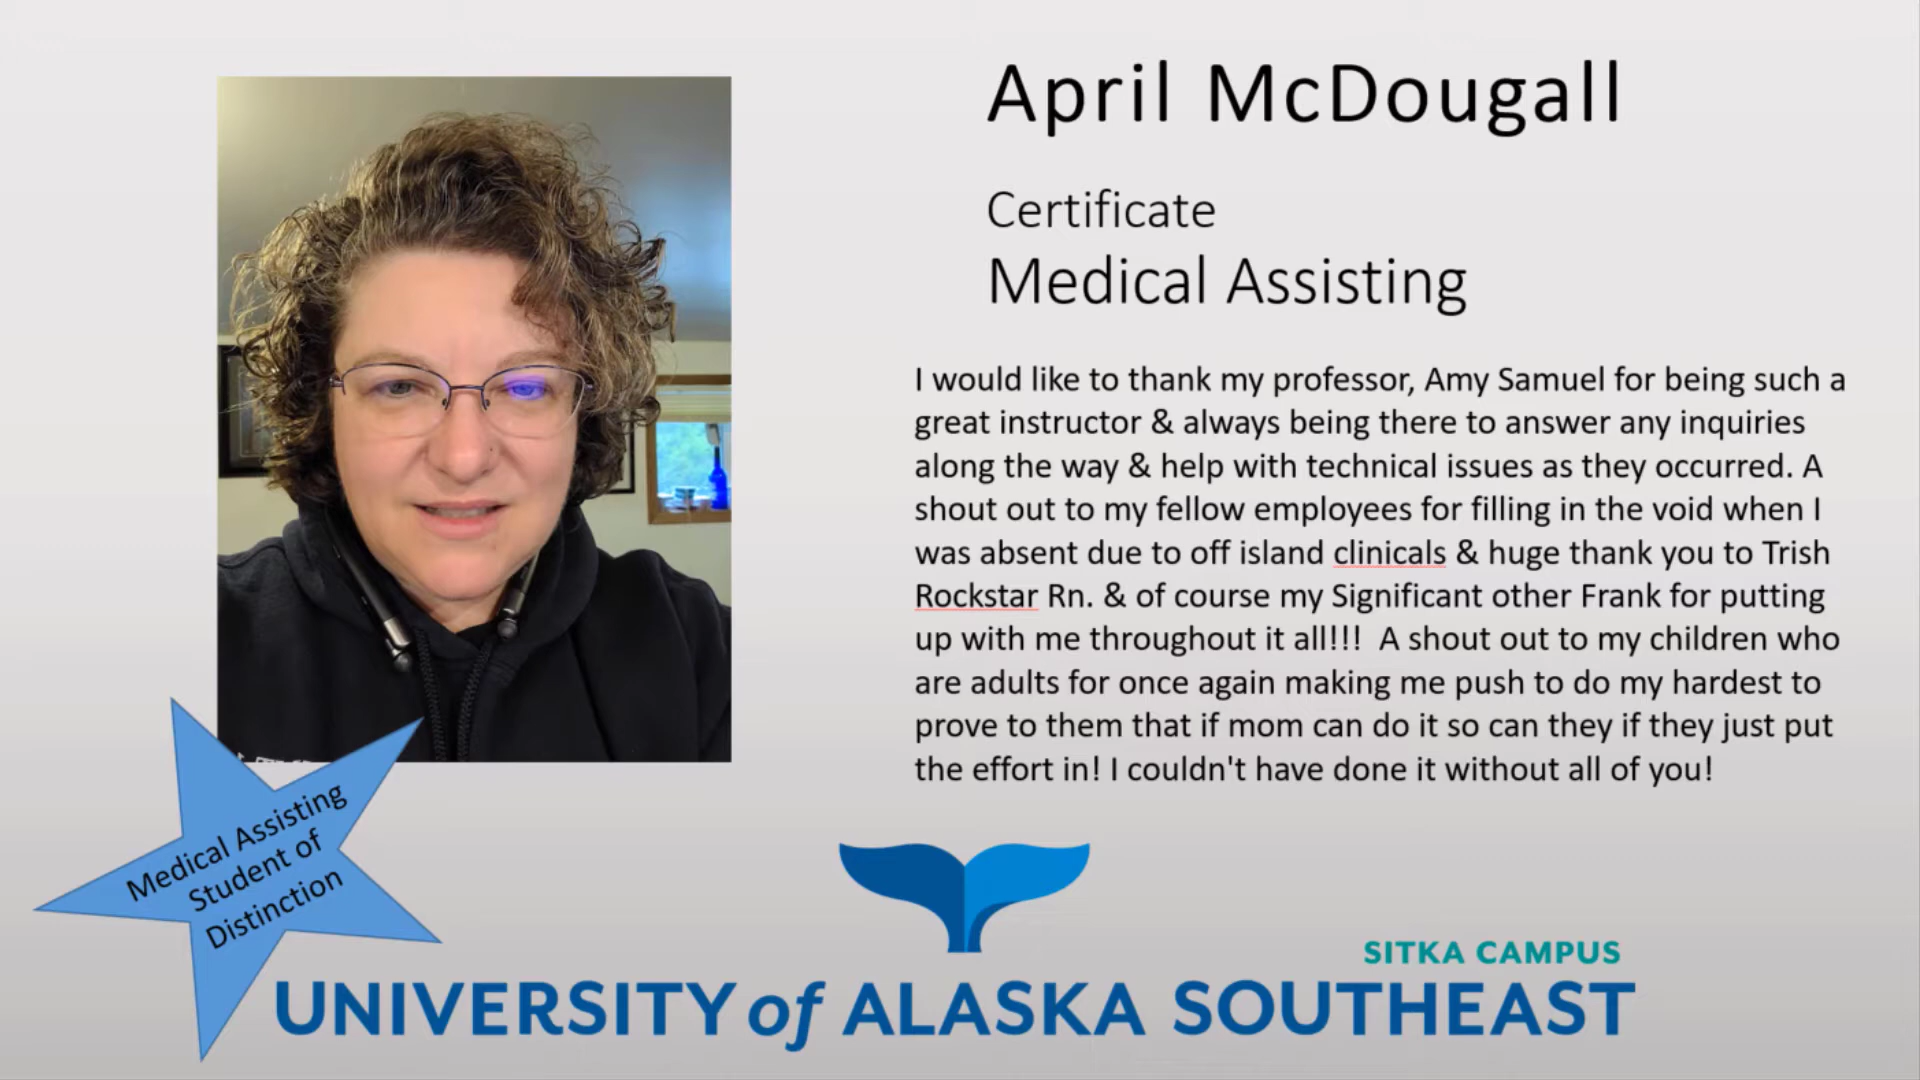 April McDougall
Certificate
Medical Assisting
I would like to thank my professor, Amy Samuel for being such a
great instructor & always being there to answer any inquiries
along the way & help with technical issues as they occurred. A
shout out to my fellow employees for filling in the void when I
was absent due to off island clinicals & huge thank you to Trish
Rockstar Rn. & of course my Significant other Frank for putting
up with me throughout it all!!!  A shout out to my children who
are adults for once again making me push to do my hardest to
prove to them that if mom can do it so can they if they just put
the effort in! I couldn't have done it without all of you!
Medical Assisting
Student of
Distinction
SITKA CAMPUS
UNIVERSITY of ALASKA SOUTHEAST